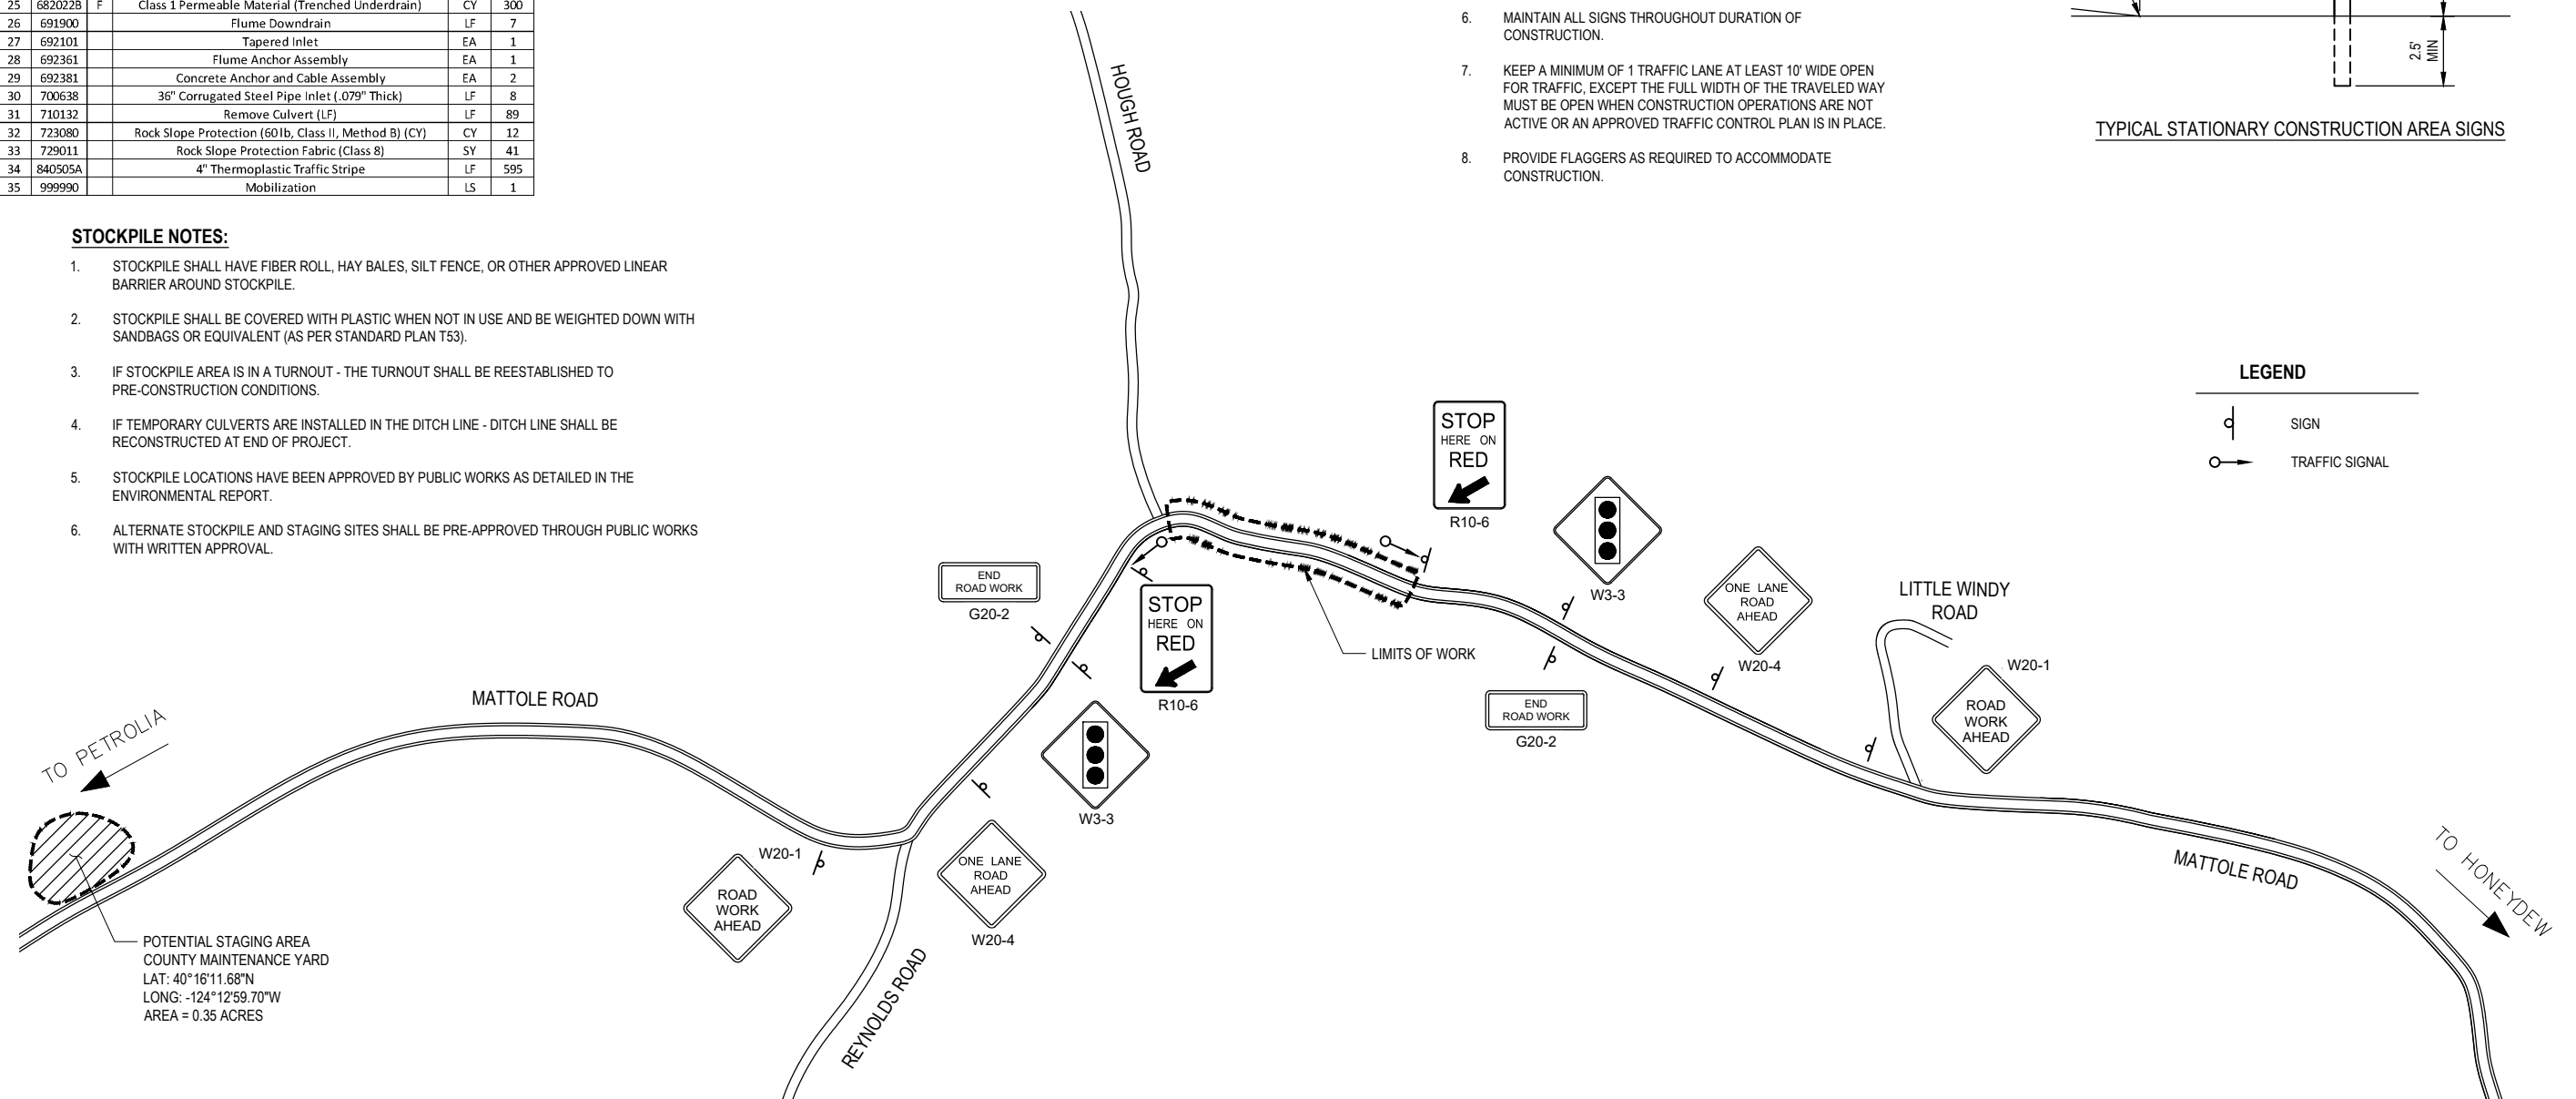 25 682022B F Class 1 Permeable Material (Trenched Underdrain) CY 300
26 691900 Flume Downdrain LF 7
27 692101 Tapered Inlet EA 1
28 692361 Flume Anchor Assembly EA 1
29 692381 Concrete Anchor and Cable Assembly EA 2
30 700638 36" Corrugated Steel Pipe Inlet (.079" Thick) LF 8
31 710132 Remove Culvert (LF) LF 89
32 723080 Rock Slope Protection (60 lb, Class II, Method B) (CY) CY 12
33 729011 Rock Slope Protection Fabric (Class 8) SY 41
34 840505A 4" Thermoplastic Traffic Stripe LF 595
35 999990 Mobilization LS 1
STOCKPILE NOTES:
1. STOCKPILE SHALL HAVE FIBER ROLL, HAY BALES, SILT FENCE, OR OTHER APPROVED LINEAR
BARRIER AROUND STOCKPILE.
2. STOCKPILE SHALL BE COVERED WITH PLASTIC WHEN NOT IN USE AND BE WEIGHTED DOWN WITH
SANDBAGS OR EQUIVALENT (AS PER STANDARD PLAN T53).
3. IF STOCKPILE AREA IS IN A TURNOUT - THE TURNOUT SHALL BE REESTABLISHED TO
PRE-CONSTRUCTION CONDITIONS.
4. IF TEMPORARY CULVERTS ARE INSTALLED IN THE DITCH LINE - DITCH LINE SHALL BE
RECONSTRUCTED AT END OF PROJECT.
5. STOCKPILE LOCATIONS HAVE BEEN APPROVED BY PUBLIC WORKS AS DETAILED IN THE
ENVIRONMENTAL REPORT.
6. ALTERNATE STOCKPILE AND STAGING SITES SHALL BE PRE-APPROVED THROUGH PUBLIC WORKS
WITH WRITTEN APPROVAL.
6. MAINTAIN ALL SIGNS THROUGHOUT DURATION OF
CONSTRUCTION.
7. KEEP A MINIMUM OF 1 TRAFFIC LANE AT LEAST 10' WIDE OPEN
FOR TRAFFIC, EXCEPT THE FULL WIDTH OF THE TRAVELED WAY
MUST BE OPEN WHEN CONSTRUCTION OPERATIONS ARE NOT
ACTIVE OR AN APPROVED TRAFFIC CONTROL PLAN IS IN PLACE.
8. PROVIDE FLAGGERS AS REQUIRED TO ACCOMMODATE
CONSTRUCTION.
2.5'
MIN
TYPICAL STATIONARY CONSTRUCTION AREA SIGNS
LEGEND
SIGN
TRAFFIC SIGNAL
HOUGH ROAD
STOP
HERE ON
RED
R10-6
W3-3
ONE LANE
ROAD
AHEAD
W20-4
LITTLE WINDY
ROAD
W20-1
ROAD
WORK
AHEAD
END
ROAD WORK
G20-2
STOP
HERE ON
RED
R10-6
LIMITS OF WORK
END
ROAD WORK
G20-2
MATTOLE ROAD
TO PETROLIA
W3-3
W20-1
ROAD
WORK
AHEAD
ONE LANE
ROAD
AHEAD
W20-4
MATTOLE ROAD
TO HONEYDEW
REYNOLDS ROAD
POTENTIAL STAGING AREA
COUNTY MAINTENANCE YARD
LAT: 40°16'11.68"N
LONG: -124°12'59.70"W
AREA = 0.35 ACRES